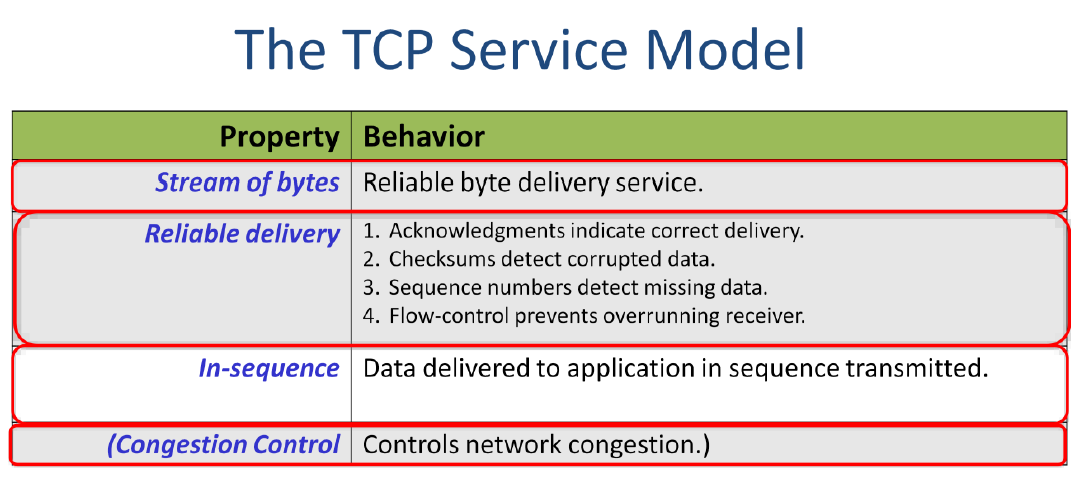 The TCP Service Model
Property Behavior
Stream of bytes Reliable byte delivery service.
Reliable delivery 1. Acknowledgments indicate correct delivery.
2. Checksums detect corrupted data.
3. Sequence numbers detect missing data.
4. Flow-control prevents overrunning receiver.
In-sequence Data delivered to application in sequence transmitted.
(Congestion Control Controls network congestion.)